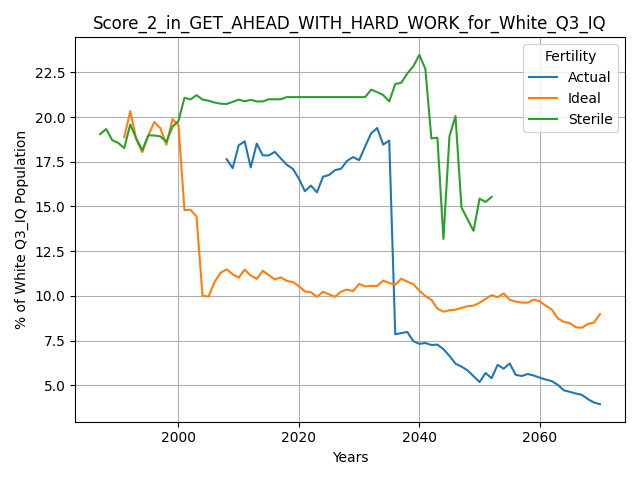 Score_2_in_GET_AHEAD_WITH_HARD_WORK_for_White_Q3_IQ
Fertility
Actual
Ideal
Sterile
% of White Q3_IQ Population
22.5
20.0
17.5
15.0
12.5
10.0
7.5
5.0
2000
2020
2040
2060
Years